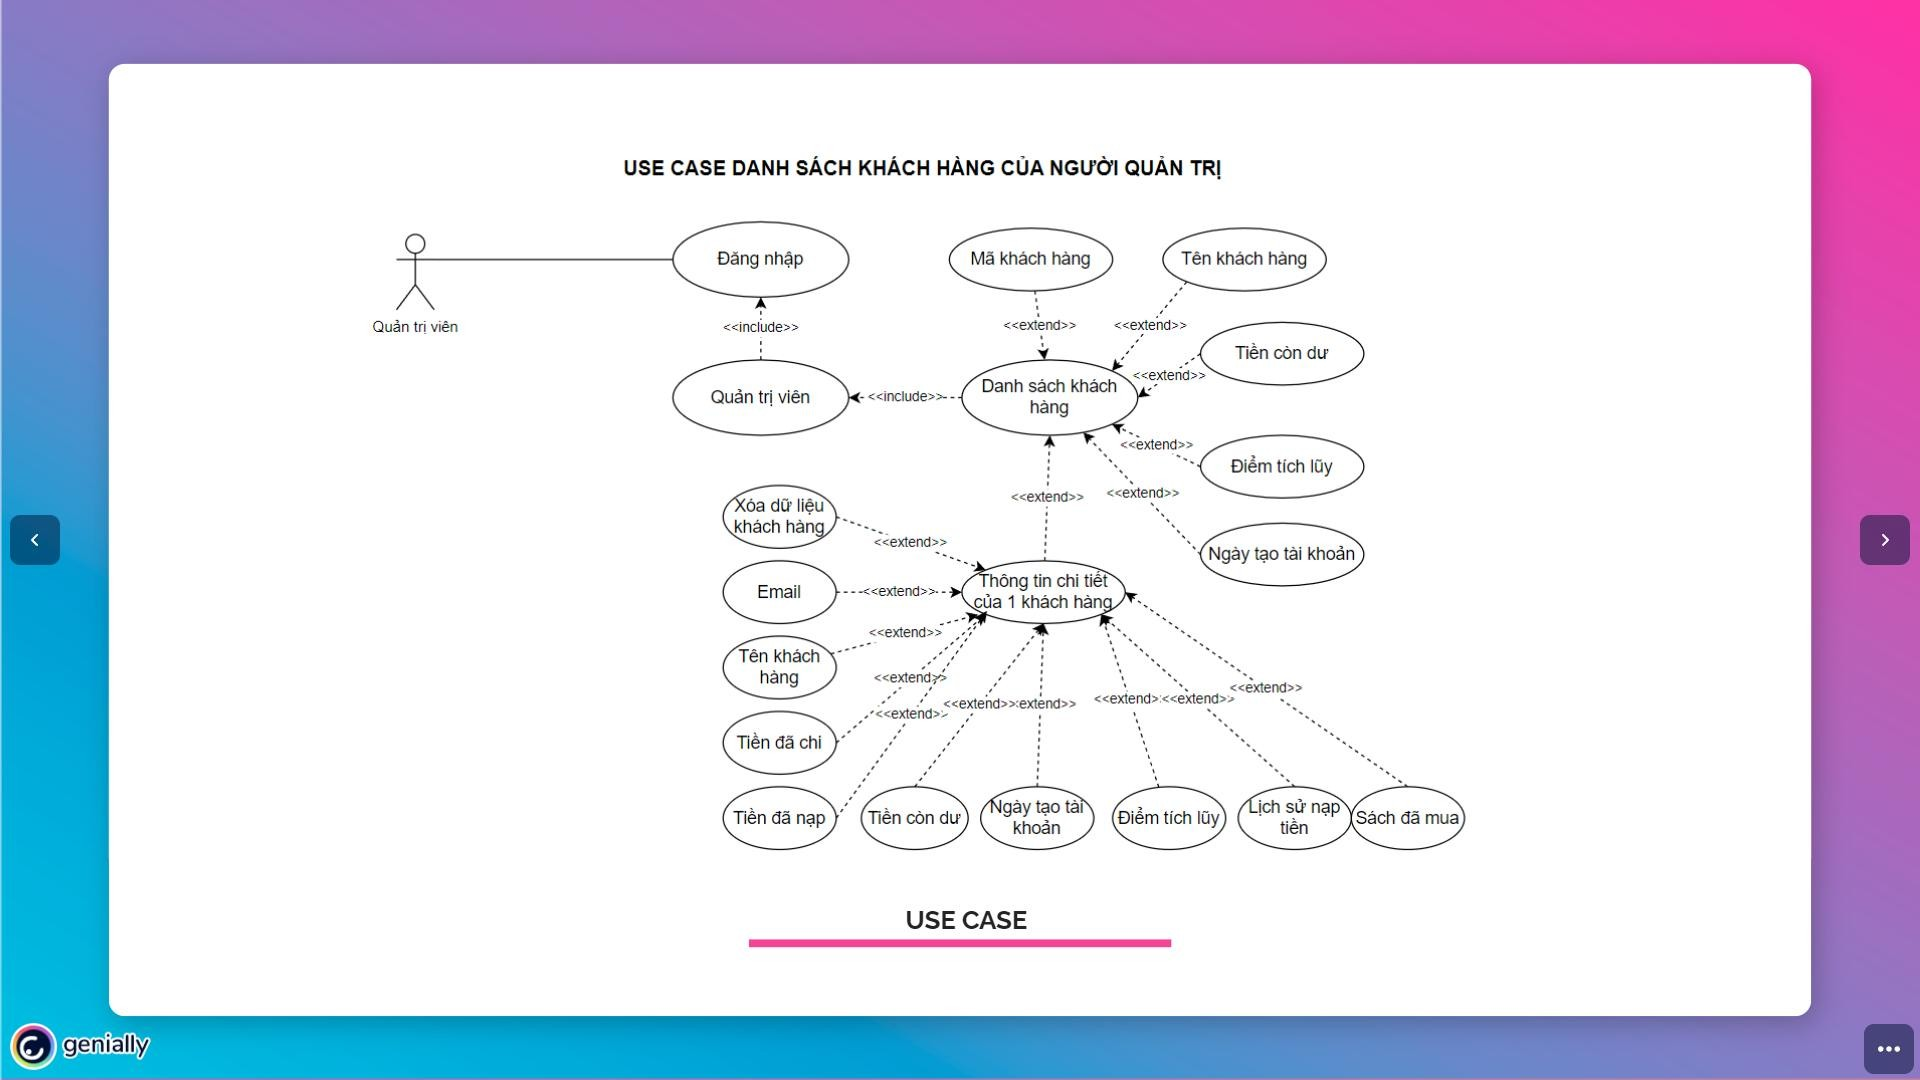 USE CASE DANH SÁCH KHÁCH HÀNG CỦA NGƯỜI QUẢN TRỊ
Đăng nhập
Mã khách hàng
Tên khách hàng
Quản trị viên
<<include>>
<<extend>>
<<extend>>
Tiền còn dư
<<extend>>
Quản trị viên
<<include>>
Danh sách khách
hàng
<<extend>>
Điểm tích lũy
<<extend>>
<<extend>>
Ngày tạo tài khoản
Xóa dữ liệu
khách hàng
<<extend>>
Email
<<extend>>
Thông tin chi tiết
của 1 khách hàng
<<extend>>
Tên khách
hàng
<<extend>>
<<extend>>
<<extend>>
extend>>
<<extend>
<<extend>>
<<extend>>
Tiền đã chi
Tiền đã nạp
Tiền còn dư
Ngày tạo tài
khoản
Điểm tích lũy
Lịch sử nạp
tiền
Sách đã mua
USE CASE
genially